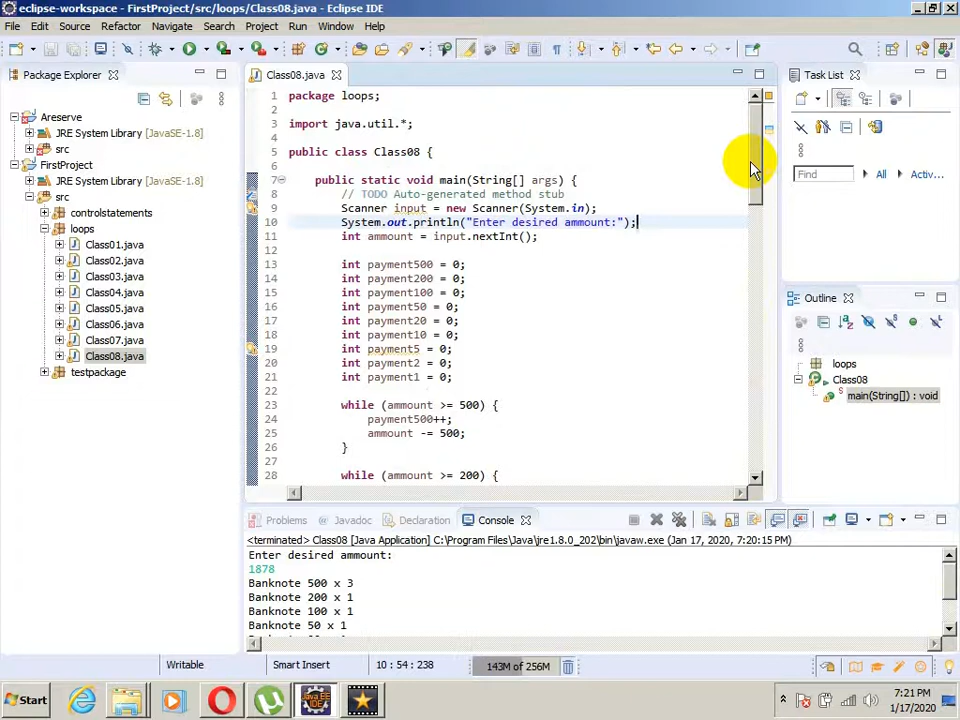 eclipse-workspace - FirstProject/src/loops/Class08.java - Eclipse IDE
File Edit Source Refactor Navigate Search Project Run Window Help
Package Explorer
Areserve
JRE System Library [JavaSE-1.8]
src
FirstProject
JRE System Library [JavaSE-1.8]
src
controlstatements
loops
Class01.java
Class02.java
Class03.java
Class04.java
Class05.java
Class06.java
Class07.java
Class08.java
testpackage
Class08.java
1 package loops;
2
3 import java.util.*;
4
5 public class Class08 {
6
7 public static void main(String[] args) {
8 // TODO Auto-generated method stub
9 Scanner input = new Scanner(System.in);
10 System.out.println("Enter desired ammount:");
11 int ammount = input.nextInt();
12
13 int payment500 = 0;
14 int payment200 = 0;
15 int payment100 = 0;
16 int payment50 = 0;
17 int payment20 = 0;
18 int payment10 = 0;
19 int payment5 = 0;
20 int payment2 = 0;
21 int payment1 = 0;
22
23 while (ammount >= 500) {
24 payment500++;
25 ammount -= 500;
26 }
27
28 while (ammount >= 200) {
Task List
Find All Activ...
Outline
loops
Class08
main(String[]) : void
Problems Javadoc Declaration Console
<terminated> Class08 [Java Application] C:\Program Files\Java\jre1.8.0_202\bin\javaw.exe (Jan 17, 2020, 7:20:15 PM)
Enter desired ammount:
1878
Banknote 500 x 3
Banknote 200 x 1
Banknote 100 x 1
Banknote 50 x 1
Writable Smart Insert 10 : 54 : 238 143M of 256M
Start
Java EE
IDE
7:21 PM
1/17/2020